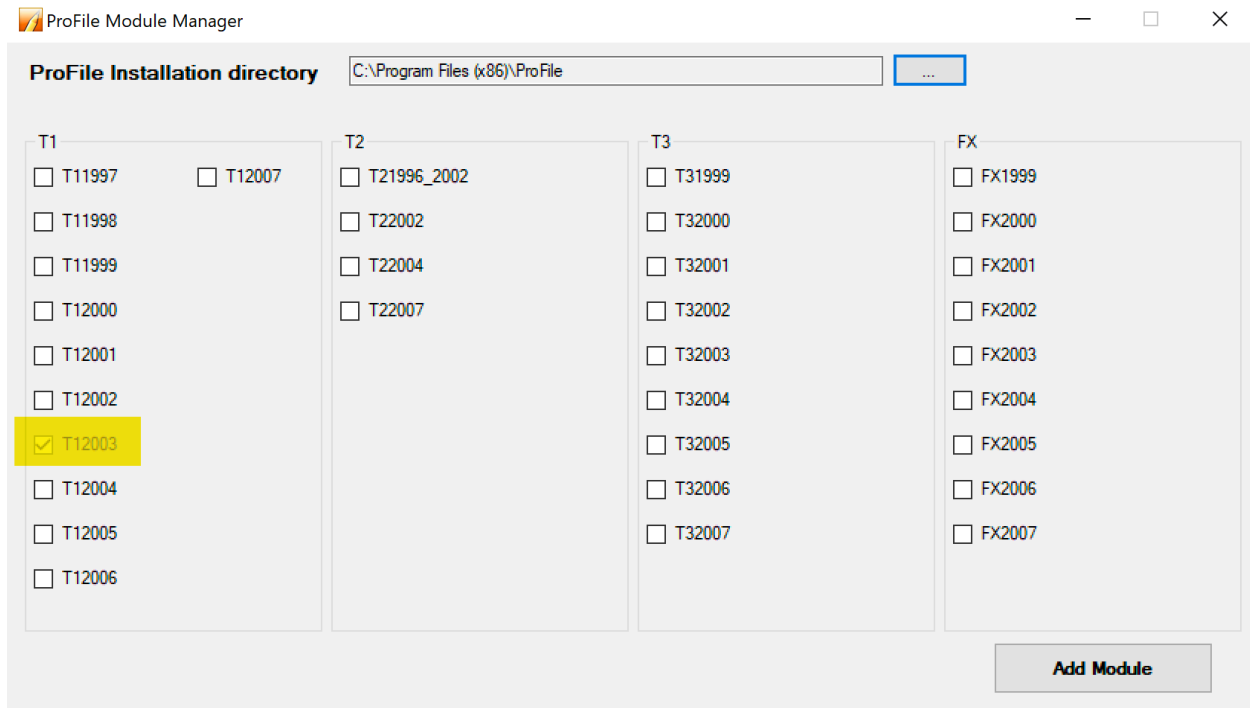 ProFile Module Manager
ProFile Installation directory
C:\Program Files (x86)\ProFile
...
T1
T11997
T12007
T11998
T11999
T12000
T12001
T12002
T12003
T12004
T12005
T12006
T2
T21996_2002
T22002
T22004
T22007
T3
T31999
T32000
T32001
T32002
T32003
T32004
T32005
T32006
T32007
FX
FX1999
FX2000
FX2001
FX2002
FX2003
FX2004
FX2005
FX2006
FX2007
Add Module